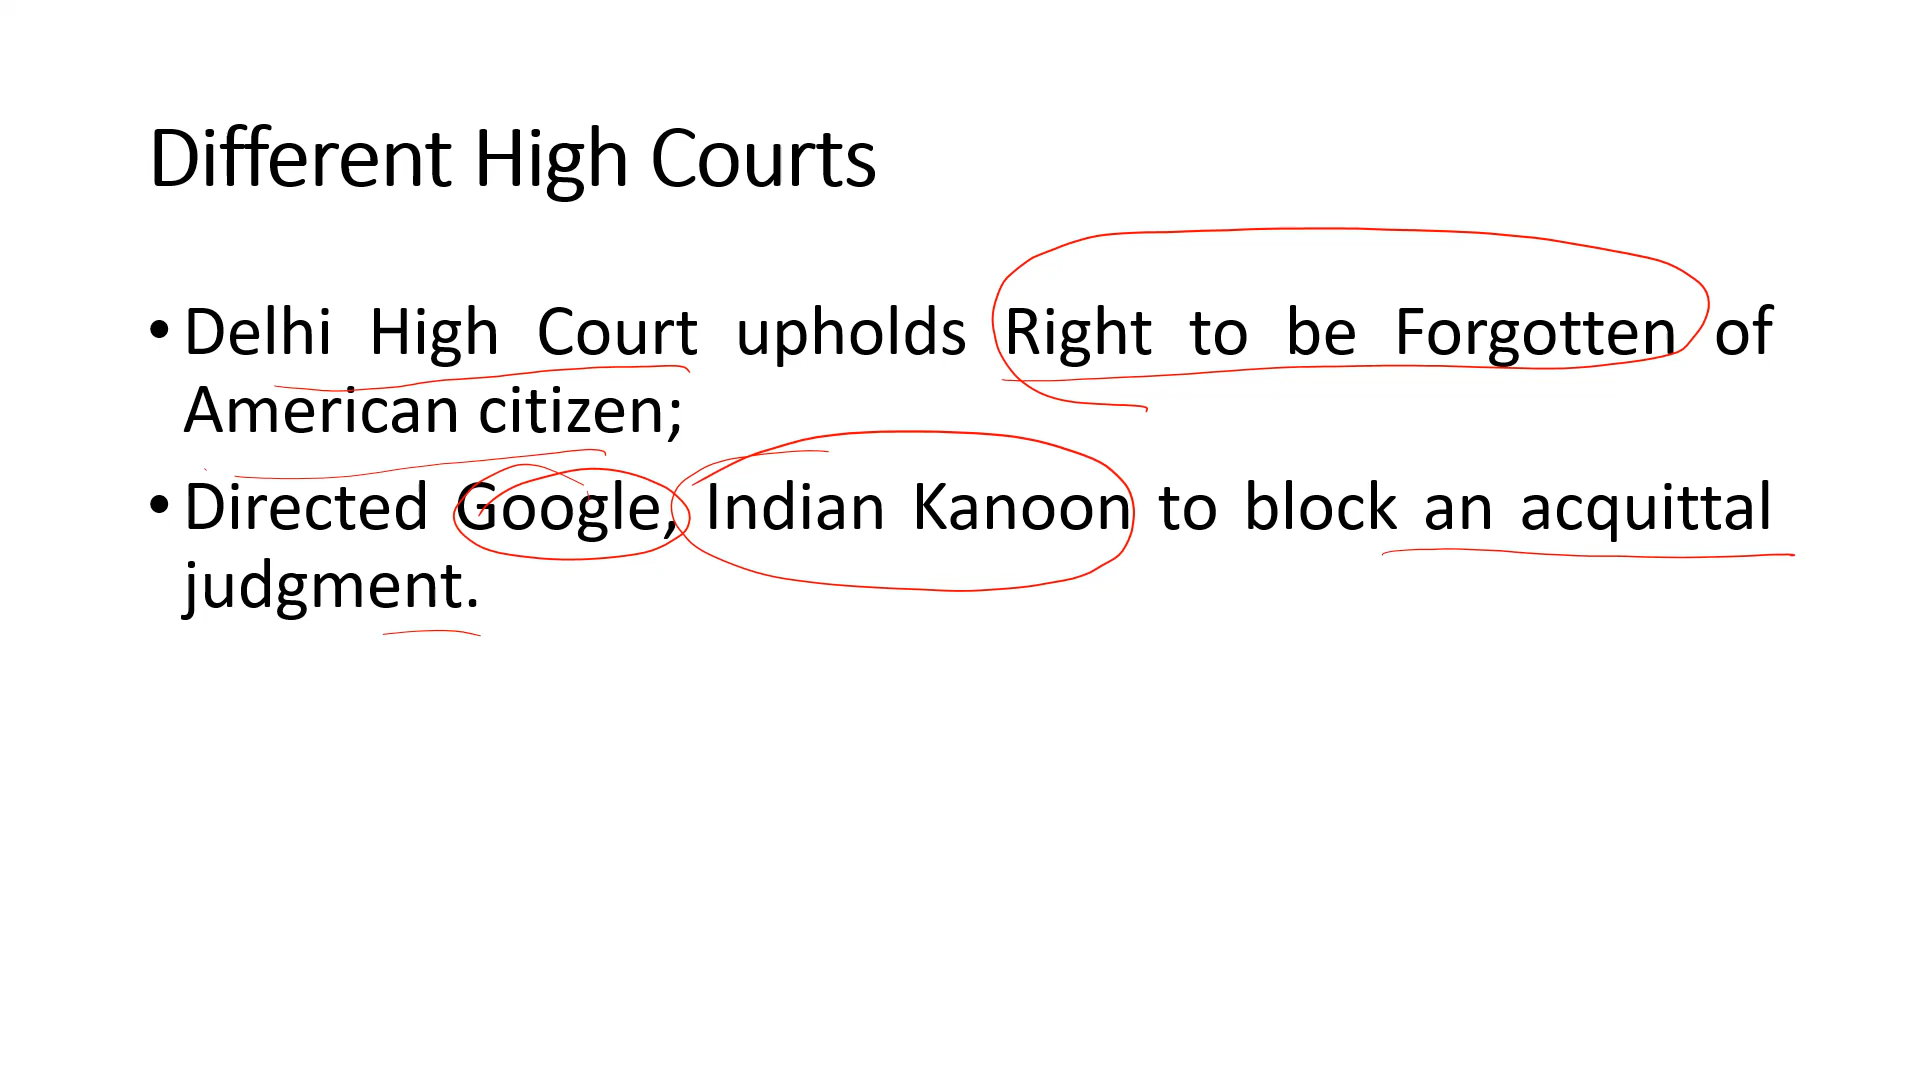 Different High Courts
• Delhi High Court upholds Right to be Forgotten of
American citizen;
• Directed Google, Indian Kanoon to block an acquittal
judgment.